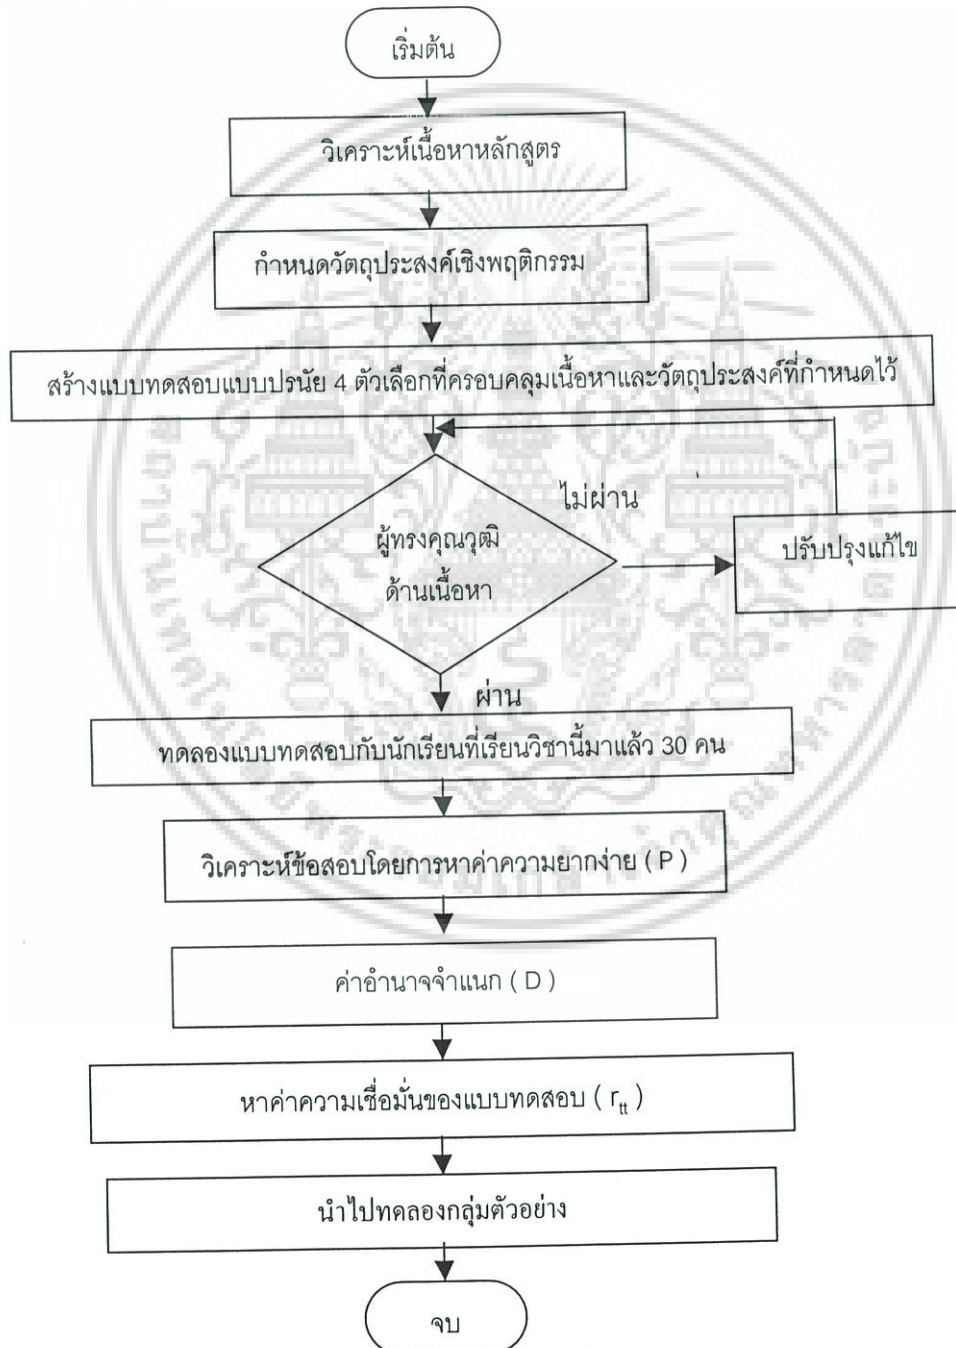 เริ่มต้น
วิเคราะห์เนื้อหาหลักสูตร
กำหนดวัตถุประสงค์เชิงพฤติกรรม
สร้างแบบทดสอบแบบปรนัย 4 ตัวเลือกที่ครอบคลุมเนื้อหาและวัตถุประสงค์ที่กำหนดไว้
ไม่ผ่าน
ผู้ทรงคุณวุฒิ
ด้านเนื้อหา
ปรับปรุงแก้ไข
ผ่าน
ทดลองแบบทดสอบกับนักเรียนที่เรียนวิชานี้มาแล้ว 30 คน
วิเคราะห์ข้อสอบโดยการหาค่าความยากง่าย ( P )
ค่าอำนาจจำแนก ( D )
หาค่าความเชื่อมั่นของแบบทดสอบ ( r_tt )
นำไปทดลองกลุ่มตัวอย่าง
จบ